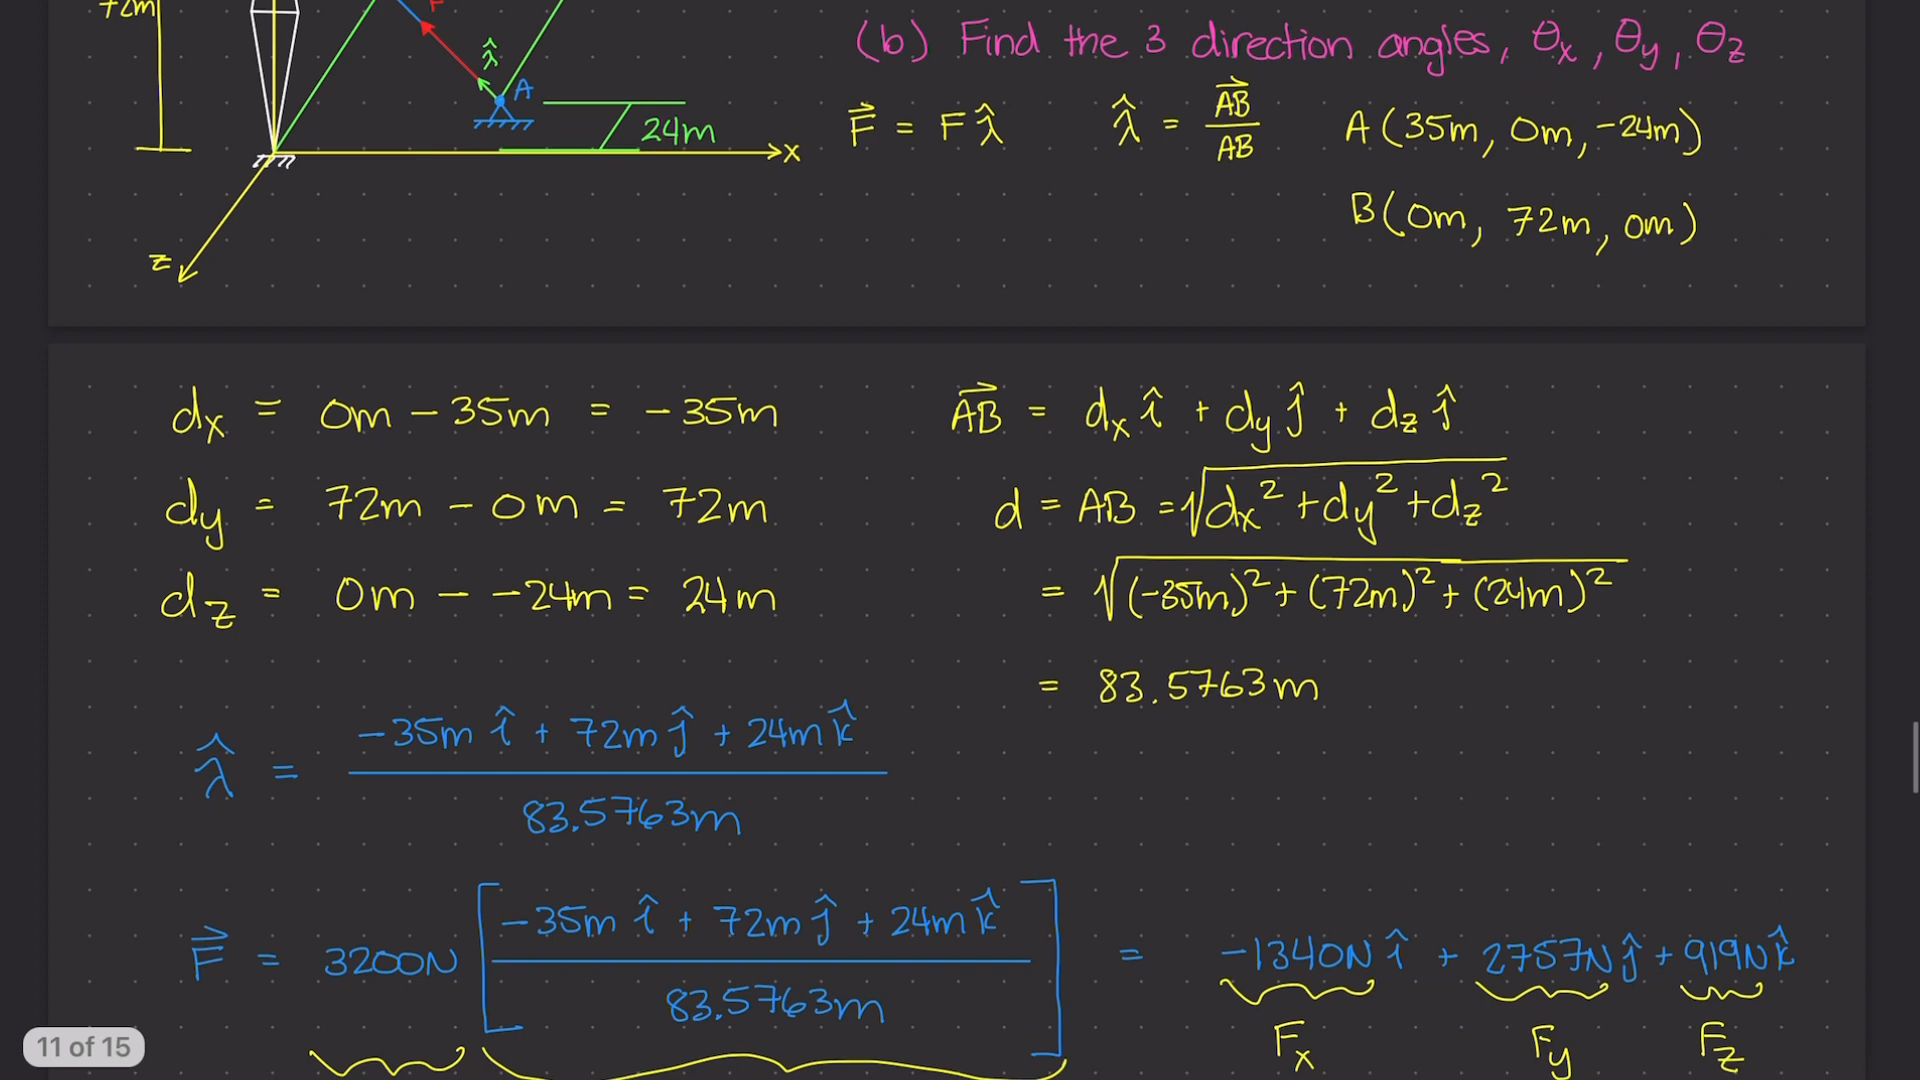 72m
F
λ̂
A
24m
x
z
(b) Find the 3 direction angles, θx, θy, θz
F⃗ = Fλ̂
λ̂ = AB⃗ / AB
A(35m, 0m, -24m)
B(0m, 72m, 0m)
dx = 0m - 35m = -35m
dy = 72m - 0m = 72m
dz = 0m - -24m = 24m
AB⃗ = dx î + dy ĵ + dz ĵ
d = AB = √(dx² + dy² + dz²)
= √((-35m)² + (72m)² + (24m)²)
= 83.5763m
λ̂ = (-35m î + 72m ĵ + 24m k̂) / 83.5763m
F⃗ = 3200N [(-35m î + 72m ĵ + 24m k̂) / 83.5763m] = -1340N î + 2757N ĵ + 919N k̂
Fx Fy Fz
11 of 15